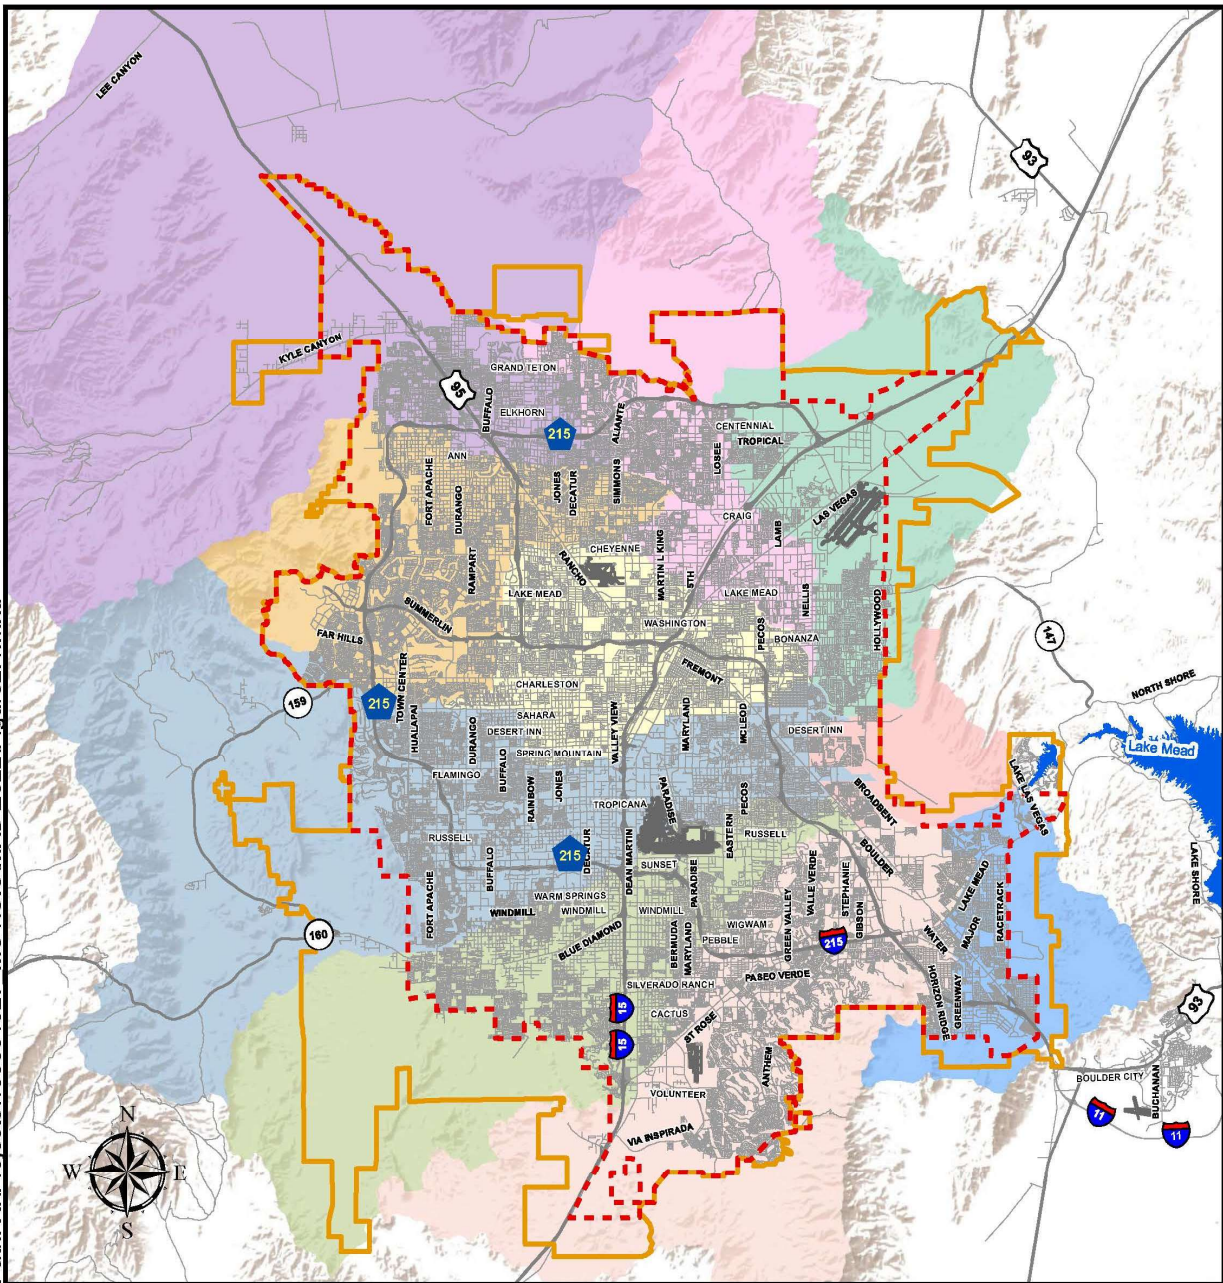 LEE CANYON
93
KYLE CANYON
GRAND TETON
95
BUFFALO
ELKHORN
ALIANTE
215
CENTENNIAL
TROPICAL
ANN
LOSEE
FORT APACHE
DURANGO
JONES
DECATUR
SIMMONS
LAS VEGAS
CRAIG
LAMB
CHEYENNE
RANCHO
MARTIN L KING
5TH
RAMPART
LAKE MEAD
LAKE MEAD
NELLIS
HOLLYWOOD
SUMMERLIN
WASHINGTON
PECOS
BONANZA
FAR HILLS
147
FREMONT
NORTH SHORE
CHARLESTON
215
TOWN CENTER
159
HUALAPAI
SAHARA
VALLEY VIEW
MARYLAND
MCLEOD
DURANGO
DESERT INN
DESERT INN
Lake Mead
BUFFALO
SPRING MOUNTAIN
FLAMINGO
LAKE LAS VEGAS
RAINBOW
JONES
TROPICANA
PARADISE
PECOS
BROADBENT
RUSSELL
RUSSELL
EASTERN
215
DECATUR
DEAN MARTIN
SUNSET
BOULDER
LAKE SHORE
BUFFALO
PARADISE
VALLE VERDE
STEPHANIE
LAKE MEAD
FORT APACHE
WARM SPRINGS
WINDMILL
WINDMILL
WINDMILL
WIGWAM
GREEN VALLEY
GIBSON
RACETRACK
MAJOR
160
BLUE DIAMOND
BERMUDA
MARYLAND
PEBBLE
215
WATER
PASEO VERDE
SILVERADO RANCH
HORIZON RIDGE
GREENWAY
15
CACTUS
93
15
ST ROSE
ANTHEM
BOULDER CITY
BUCHANAN
VOLUNTEER
11
11
VIA INSPIRADA
N
W
E
S